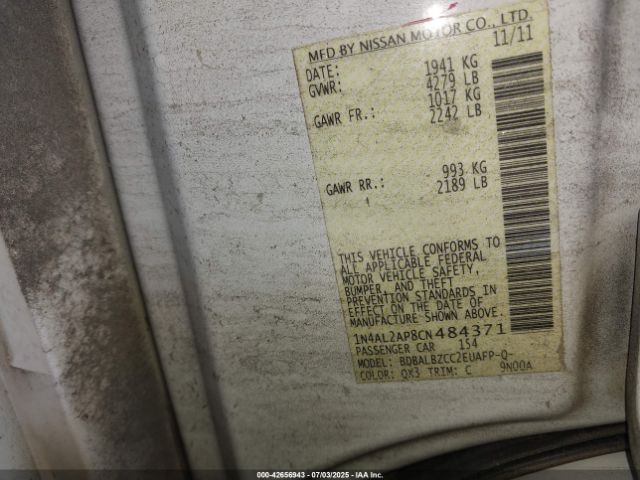 MFD BY NISSAN MOTOR CO., LTD.
DATE: 11/11
GVWR: 1941 KG
4279 LB
GAWR FR.: 1017 KG
2242 LB
GAWR RR.: 993 KG
2189 LB
THIS VEHICLE CONFORMS TO
ALL APPLICABLE FEDERAL
MOTOR VEHICLE SAFETY,
BUMPER, AND THEFT
PREVENTION STANDARDS IN
EFFECT ON THE DATE OF
MANUFACTURE SHOWN ABOVE.
1N4AL2AP8CN484371
PASSENGER CAR 154
MODEL: BDBALBZCC2EUAFP-Q-
COLOR: QX3 TRIM: C 9N00A
000-42656943 - 07/03/2025 - IAA Inc.